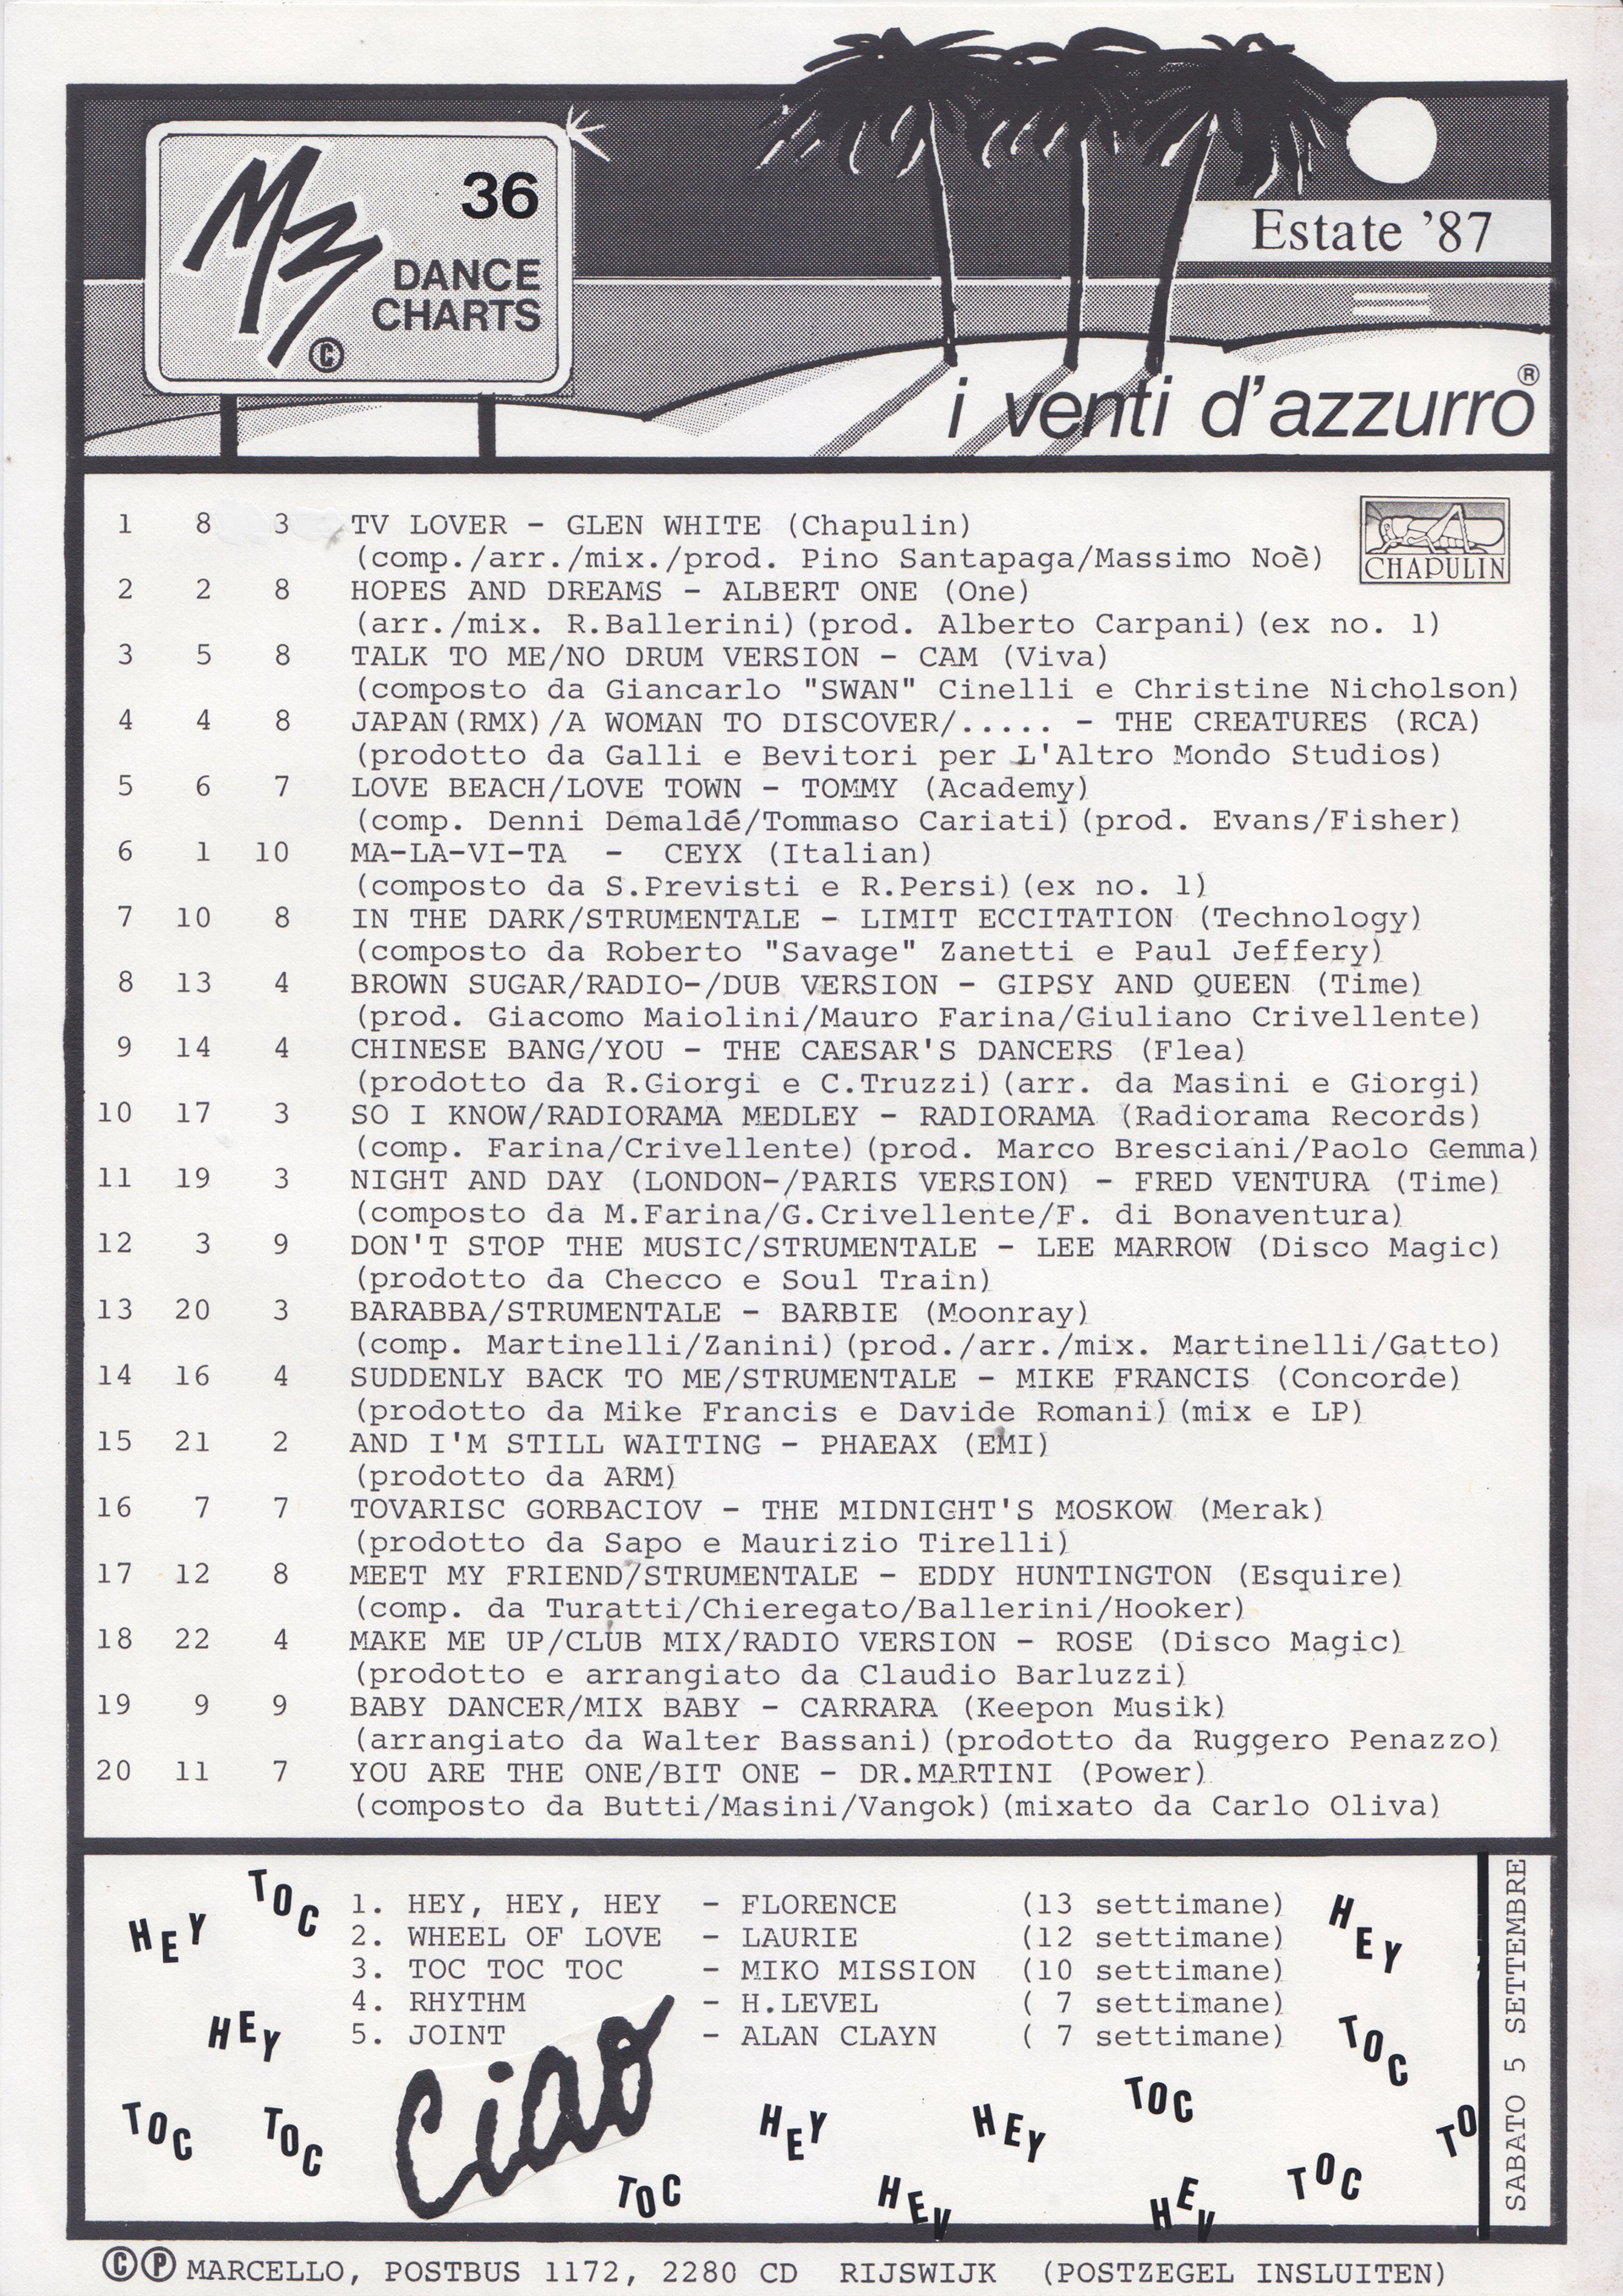 M3
36
DANCE
CHARTS
©
Estate '87
i venti d'azzurro®
CHAPULIN
1 8 3 TV LOVER - GLEN WHITE (Chapulin)
(comp./arr./mix./prod. Pino Santapaga/Massimo Noè)
2 2 8 HOPES AND DREAMS - ALBERT ONE (One)
(arr./mix. R.Ballerini)(prod. Alberto Carpani)(ex no. 1)
3 5 8 TALK TO ME/NO DRUM VERSION - CAM (Viva)
(composto da Giancarlo "SWAN" Cinelli e Christine Nicholson)
4 4 8 JAPAN(RMX)/A WOMAN TO DISCOVER/..... - THE CREATURES (RCA)
(prodotto da Galli e Bevitori per L'Altro Mondo Studios)
5 6 7 LOVE BEACH/LOVE TOWN - TOMMY (Academy)
(comp. Denni Demaldé/Tommaso Cariati)(prod. Evans/Fisher)
6 1 10 MA-LA-VI-TA - CEYX (Italian)
(composto da S.Previsti e R.Persi)(ex no. 1)
7 10 8 IN THE DARK/STRUMENTALE - LIMIT ECCITATION (Technology)
(composto da Roberto "Savage" Zanetti e Paul Jeffery)
8 13 4 BROWN SUGAR/RADIO-/DUB VERSION - GIPSY AND QUEEN (Time)
(prod. Giacomo Maiolini/Mauro Farina/Giuliano Crivellente)
9 14 4 CHINESE BANG/YOU - THE CAESAR'S DANCERS (Flea)
(prodotto da R.Giorgi e C.Truzzi)(arr. da Masini e Giorgi)
10 17 3 SO I KNOW/RADIORAMA MEDLEY - RADIORAMA (Radiorama Records)
(comp. Farina/Crivellente)(prod. Marco Bresciani/Paolo Gemma)
11 19 3 NIGHT AND DAY (LONDON-/PARIS VERSION) - FRED VENTURA (Time)
(composto da M.Farina/G.Crivellente/F. di Bonaventura)
12 3 9 DON'T STOP THE MUSIC/STRUMENTALE - LEE MARROW (Disco Magic)
(prodotto da Checco e Soul Train)
13 20 3 BARABBA/STRUMENTALE - BARBIE (Moonray)
(comp. Martinelli/Zanini)(prod./arr./mix. Martinelli/Gatto)
14 16 4 SUDDENLY BACK TO ME/STRUMENTALE - MIKE FRANCIS (Concorde)
(prodotto da Mike Francis e Davide Romani)(mix e LP)
15 21 2 AND I'M STILL WAITING - PHAEAX (EMI)
(prodotto da ARM)
16 7 7 TOVARISC GORBACIOV - THE MIDNIGHT'S MOSKOW (Merak)
(prodotto da Sapo e Maurizio Tirelli)
17 12 8 MEET MY FRIEND/STRUMENTALE - EDDY HUNTINGTON (Esquire)
(comp. da Turatti/Chieregato/Ballerini/Hooker)
18 22 4 MAKE ME UP/CLUB MIX/RADIO VERSION - ROSE (Disco Magic)
(prodotto e arrangiato da Claudio Barluzzi)
19 9 9 BABY DANCER/MIX BABY - CARRARA (Keepon Musik)
(arrangiato da Walter Bassani)(prodotto da Ruggero Penazzo)
20 11 7 YOU ARE THE ONE/BIT ONE - DR.MARTINI (Power)
(composto da Butti/Masini/Vangok)(mixato da Carlo Oliva)
TOC
HEY
1. HEY, HEY, HEY - FLORENCE (13 settimane)
2. WHEEL OF LOVE - LAURIE (12 settimane)
3. TOC TOC TOC - MIKO MISSION (10 settimane)
4. RHYTHM - H.LEVEL ( 7 settimane)
5. JOINT - ALAN CLAYN ( 7 settimane)
HEY
HEY
TOC
Ciao
TOC
TOC
HEY
HEY
TOC
TO
TOC
HEY
HEY
TOC
SABATO 5 SETTEMBRE
©Ⓟ MARCELLO, POSTBUS 1172, 2280 CD RIJSWIJK (POSTZEGEL INSLUITEN)